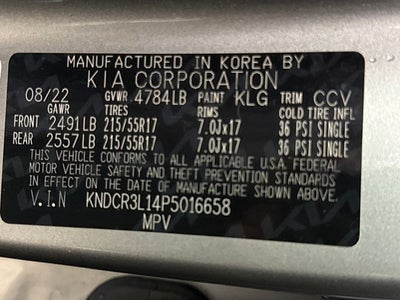 MANUFACTURED IN KOREA BY
KIA CORPORATION
08/22 GVWR 4784LB PAINT KLG TRIM CCV
GAWR TIRES RIMS COLD TIRE INFL
FRONT 2491LB 215/55R17 7.0JX17 36 PSI SINGLE
REAR 2557LB 215/55R17 7.0JX17 36 PSI SINGLE
THIS VEHICLE CONFORMS TO ALL APPLICABLE U.S.A. FEDERAL
MOTOR VEHICLE SAFETY AND THEFT PREVENTION STANDARDS
IN EFFECT ON THE DATE OF MANUFACTURE SHOWN ABOVE.
V.I.N KNDCR3L14P5016658
MPV